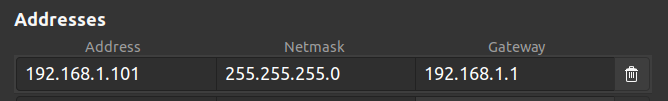 Addresses
Address Netmask Gateway
192.168.1.101 255.255.255.0 192.168.1.1